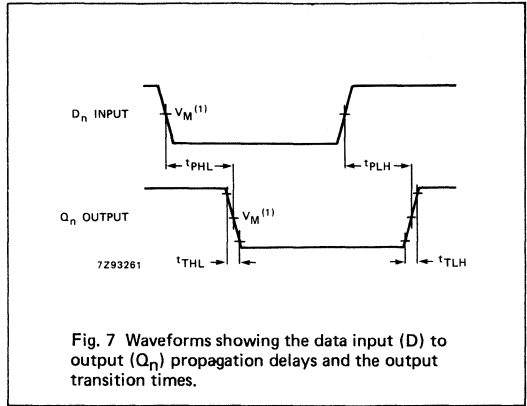 Dn INPUT
VM(1)
tPHL
tPLH
Qn OUTPUT
VM(1)
7Z93261
tTHL
tTLH
Fig. 7 Waveforms showing the data input (D) to
output (Qn) propagation delays and the output
transition times.